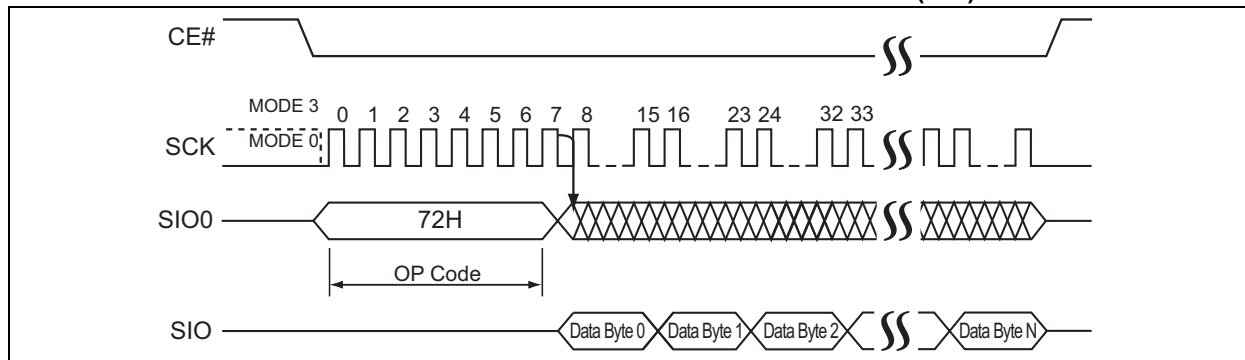 CE#
MODE 3
0 1 2 3 4 5 6 7 8 15 16 23 24 32 33
SCK
MODE 0
SIO0
72H
OP Code
SIO
Data Byte 0
Data Byte 1
Data Byte 2
Data Byte N